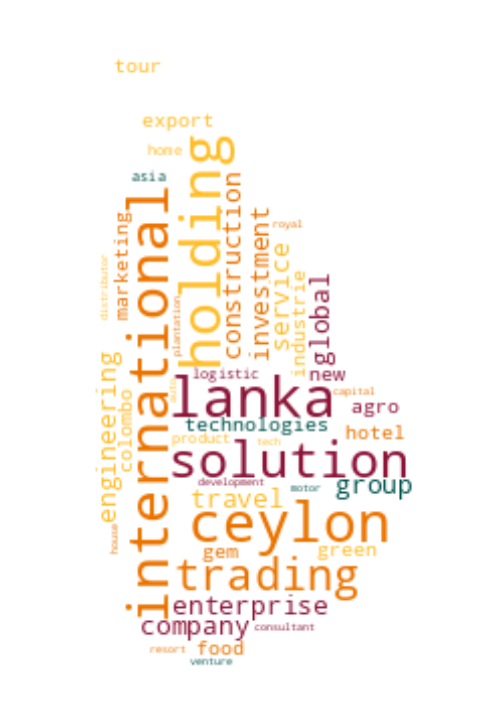 tour
export
home
asia
holding
international
construction
marketing
investment
royal
service
distributor
industrie
global
plantation
logistic
new
lanka
auto
capital
engineering
colombo
agro
technologies
hotel
product
tech
solution
development
motor
group
travel
ceylon
house
gem
green
trading
enterprise
company
consultant
resort
food
venture